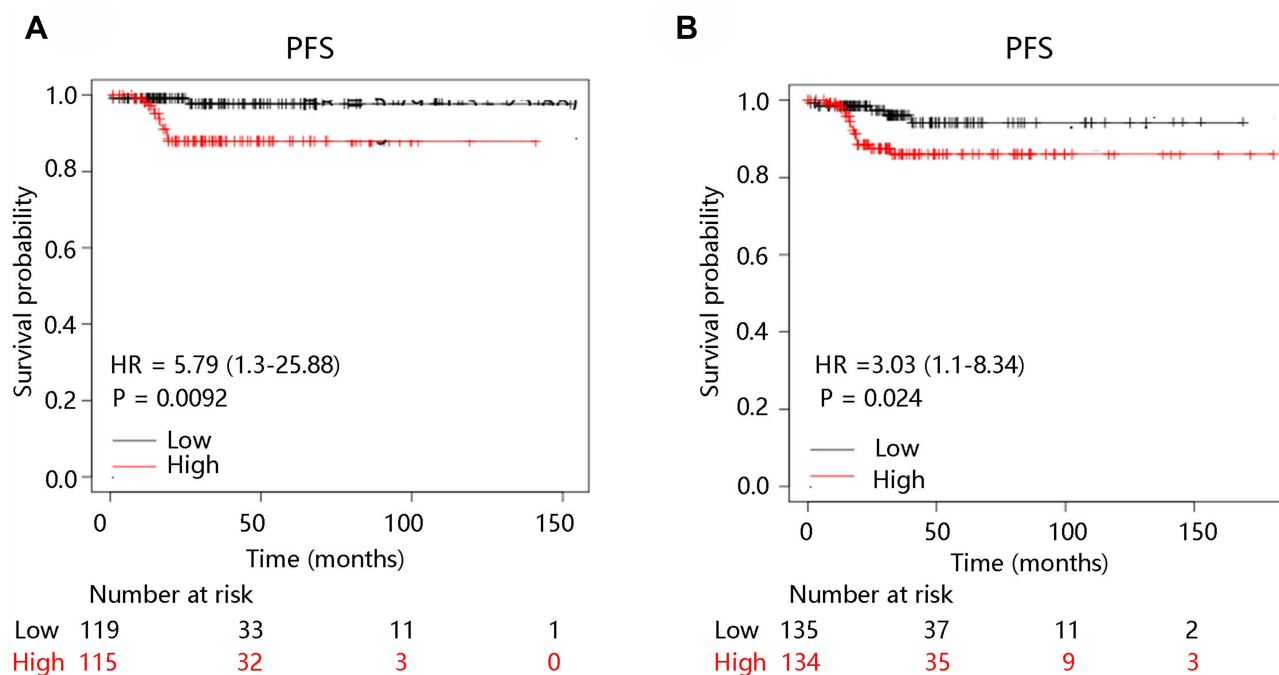 A
PFS
Survival probability
1.0
0.8
0.6
0.4
0.2
0.0
HR = 5.79 (1.3-25.88)
P = 0.0092
Low
High
0 50 100 150
Time (months)
Number at risk
Low 119 33 11 1
High 115 32 3 0
B
PFS
Survival probability
1.0
0.8
0.6
0.4
0.2
0.0
HR =3.03 (1.1-8.34)
P = 0.024
Low
High
0 50 100 150
Time (months)
Number at risk
Low 135 37 11 2
High 134 35 9 3